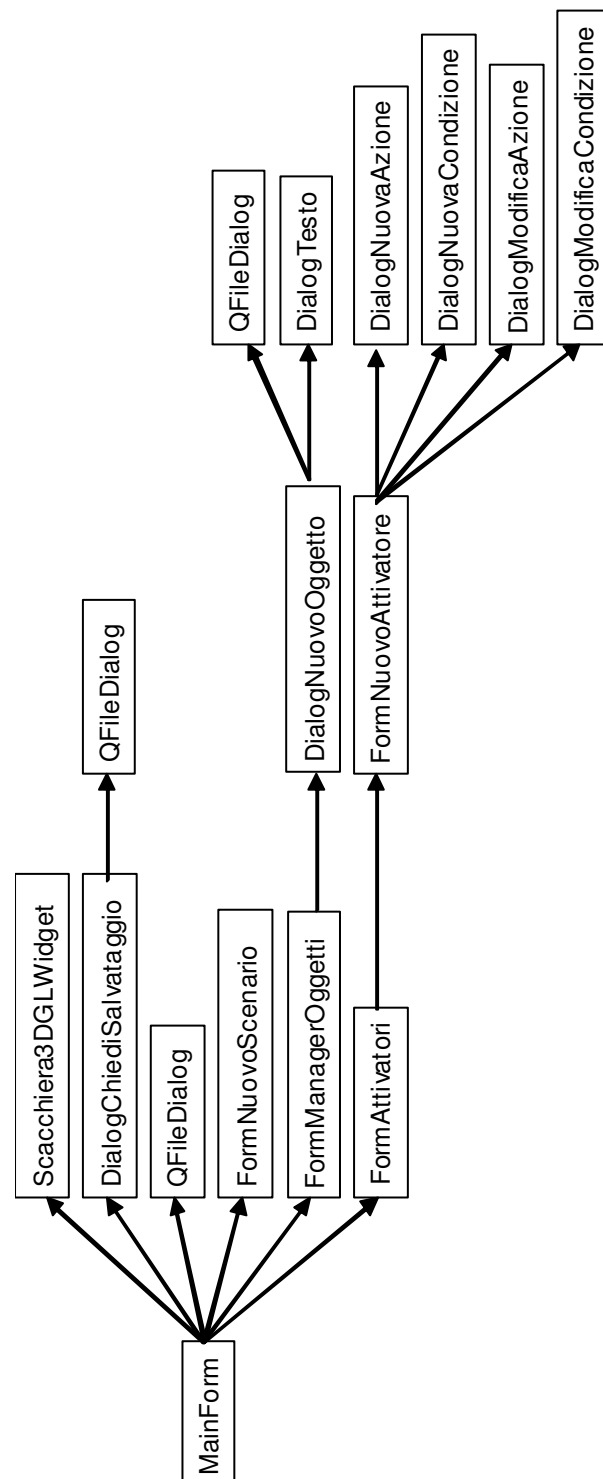 MainForm
Scacchiera3DGLWidget
DialogChiediSalvataggio
QFileDialog
FormNuovoScenario
FormManagerOggetti
FormAttivatori
QFileDialog
DialogNuovoOggetto
FormNuovoAttivatore
QFileDialog
DialogTesto
DialogNuovaAzione
DialogNuovaCondizione
DialogModificaAzione
DialogModificaCondizione